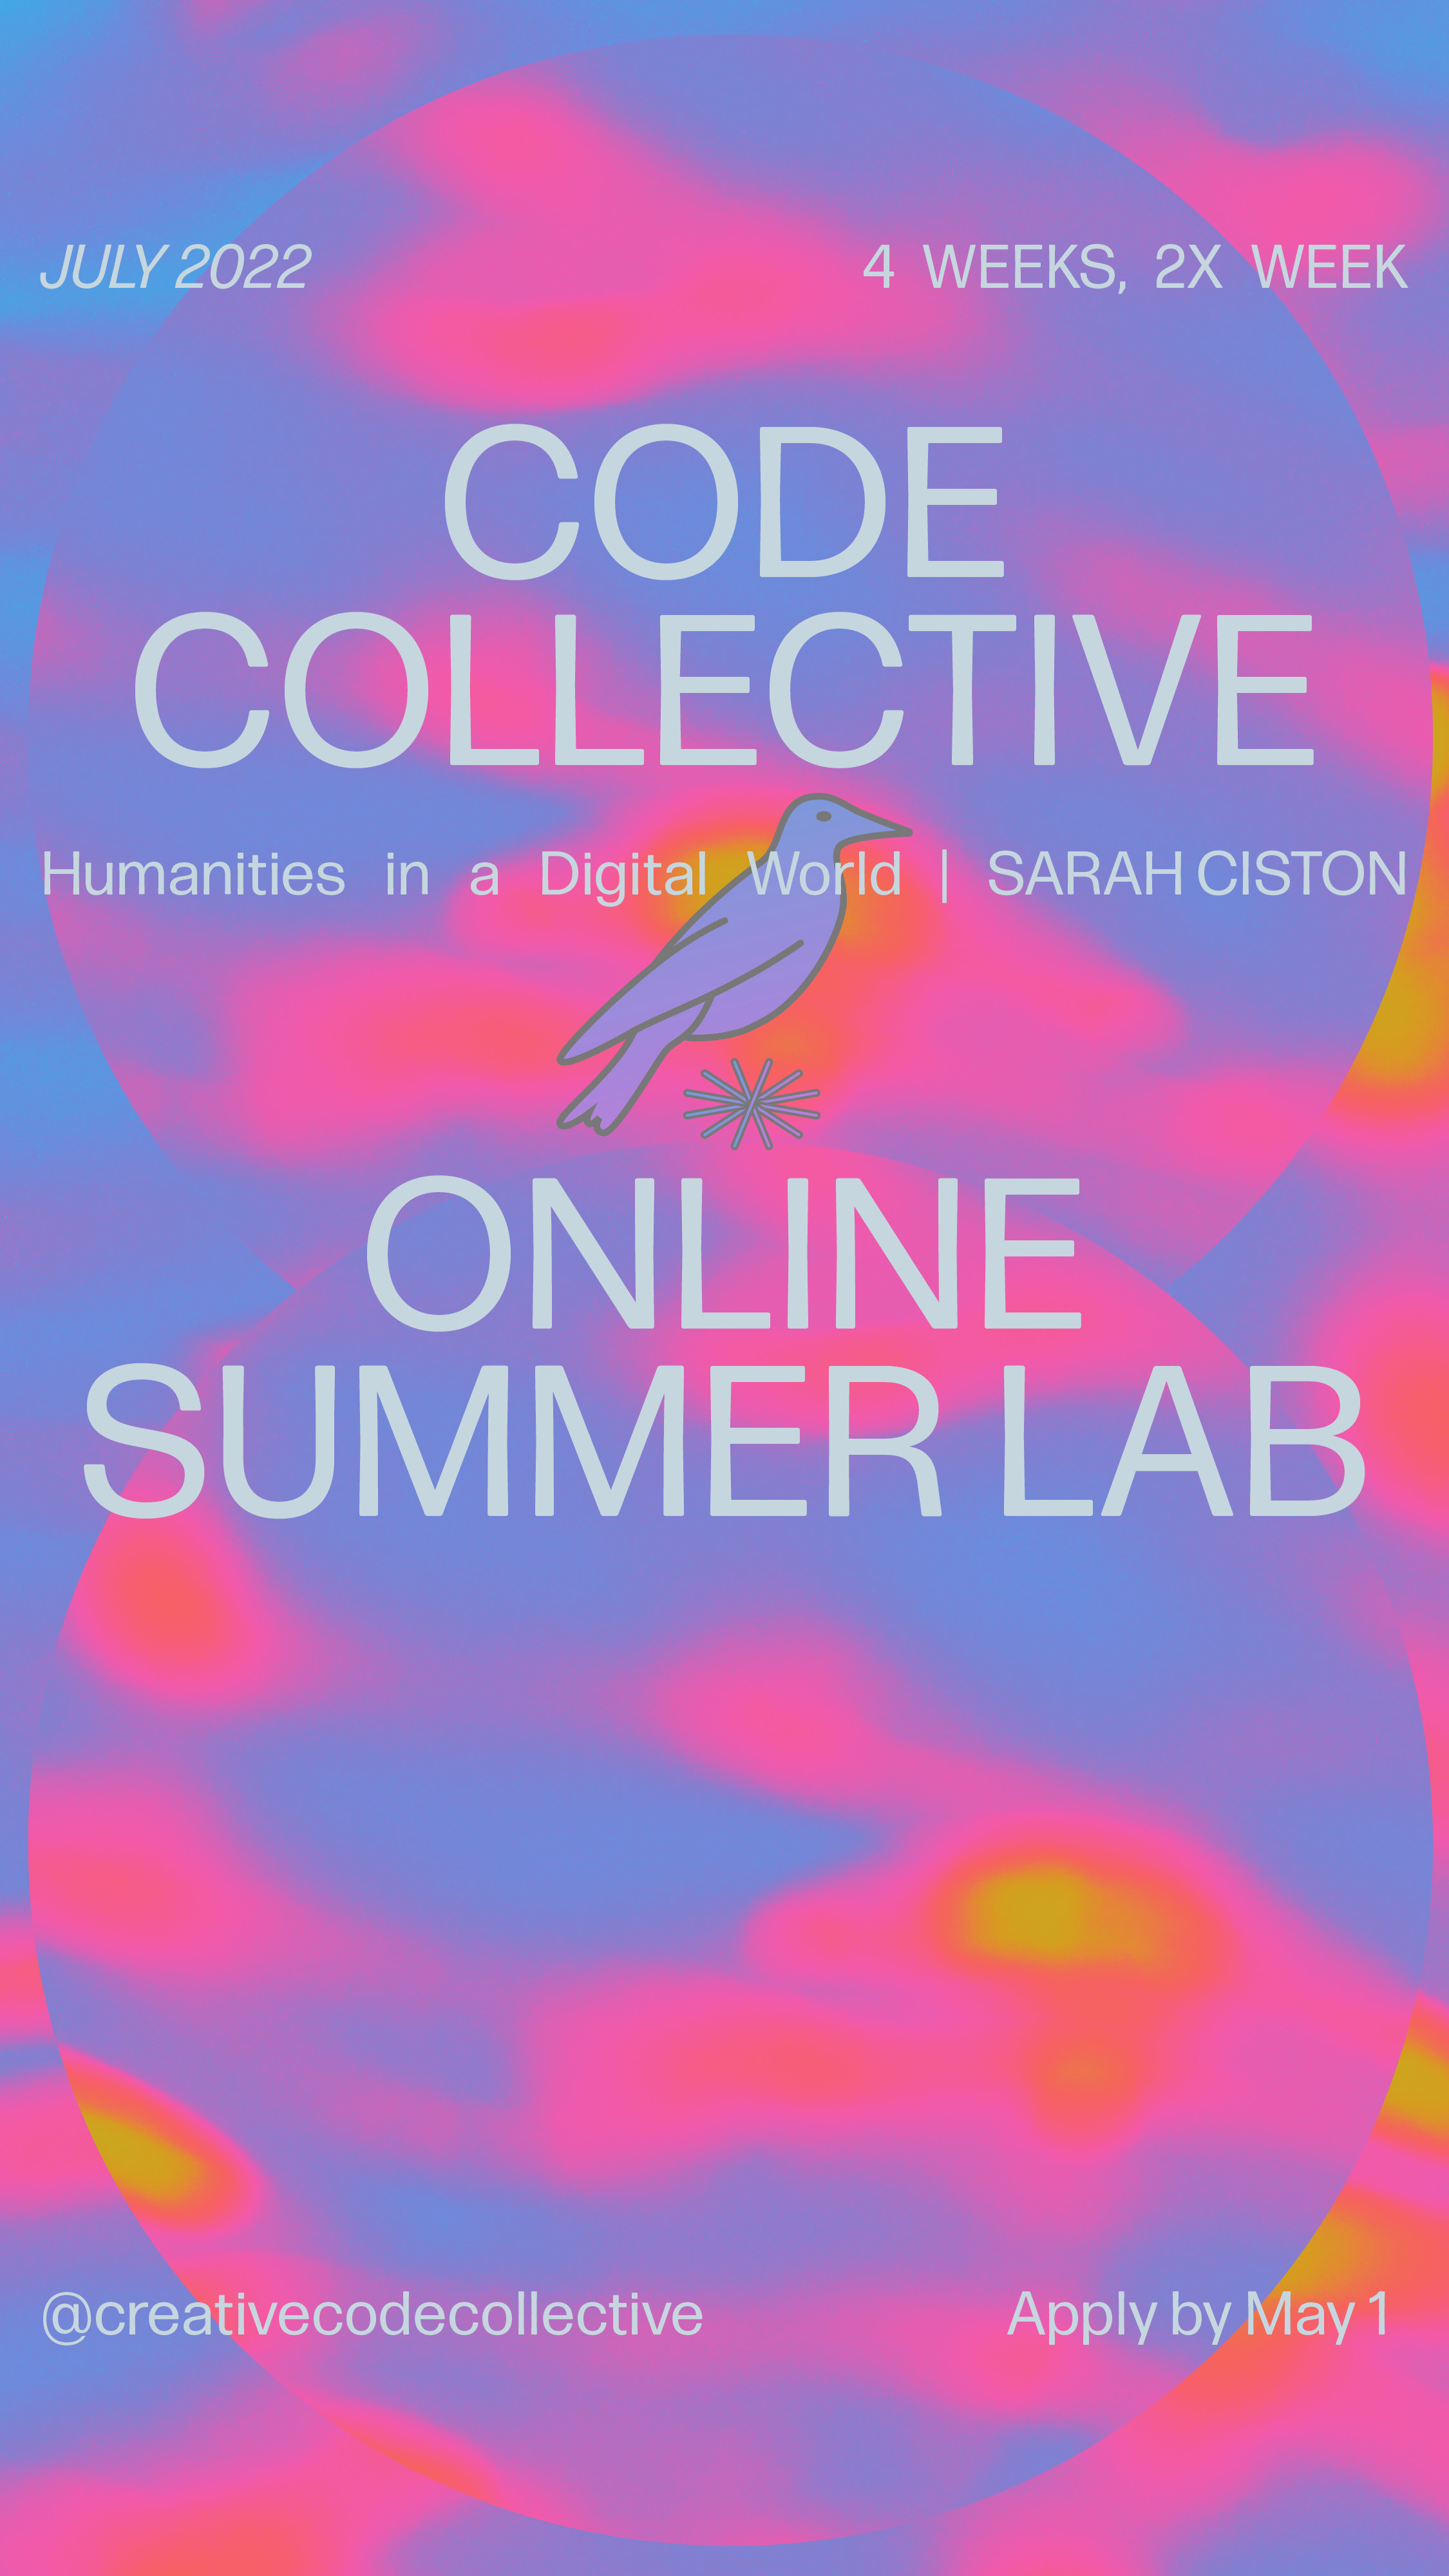 JULY 2022
4 WEEKS, 2X WEEK
CODE
COLLECTIVE
Humanities in a Digital World | SARAH CISTON
ONLINE
SUMMER LAB
@creativecodecollective
Apply by May 1